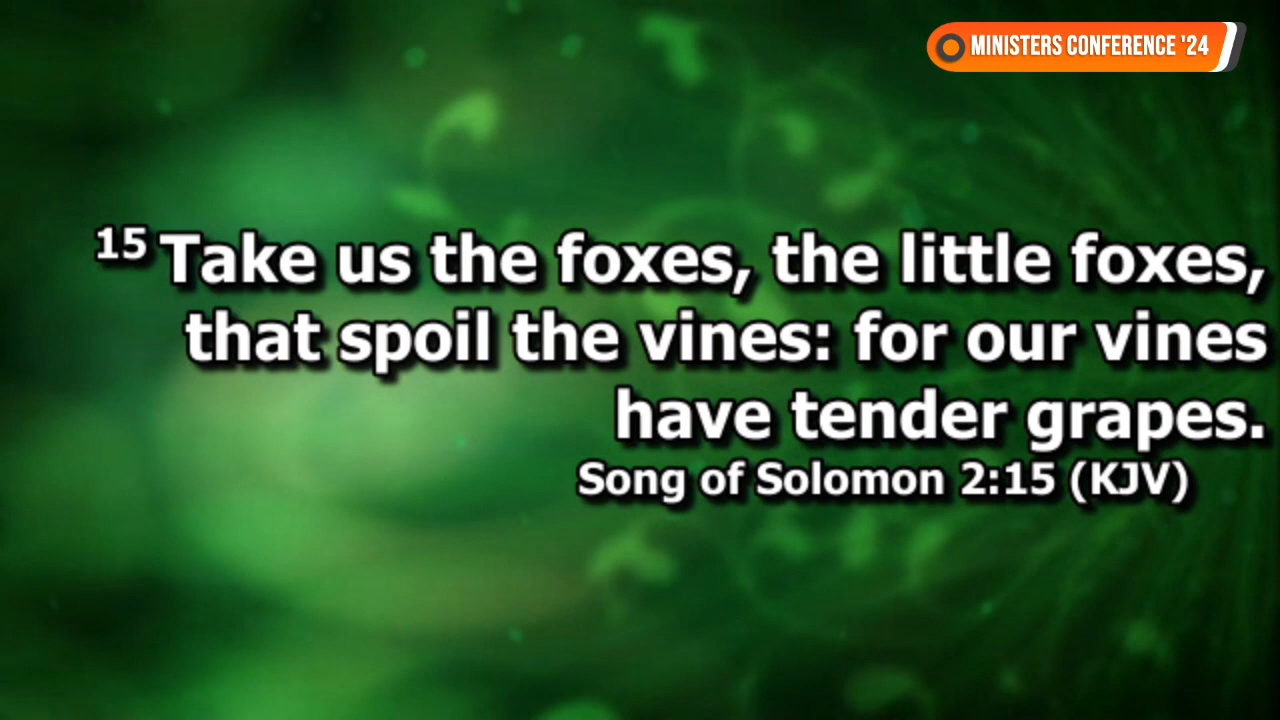 MINISTERS CONFERENCE '24
15 Take us the foxes, the little foxes,
that spoil the vines: for our vines
have tender grapes.
Song of Solomon 2:15 (KJV)